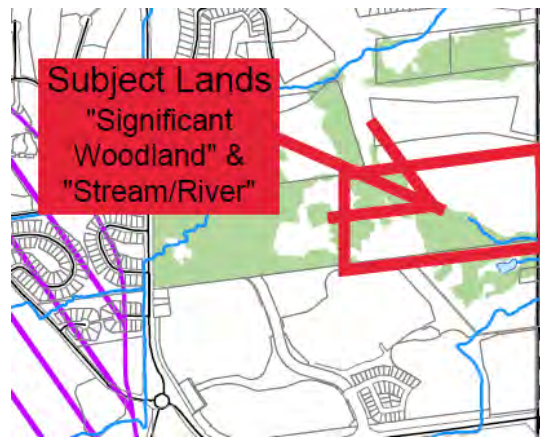 Subject Lands
"Significant
Woodland" &
"Stream/River"